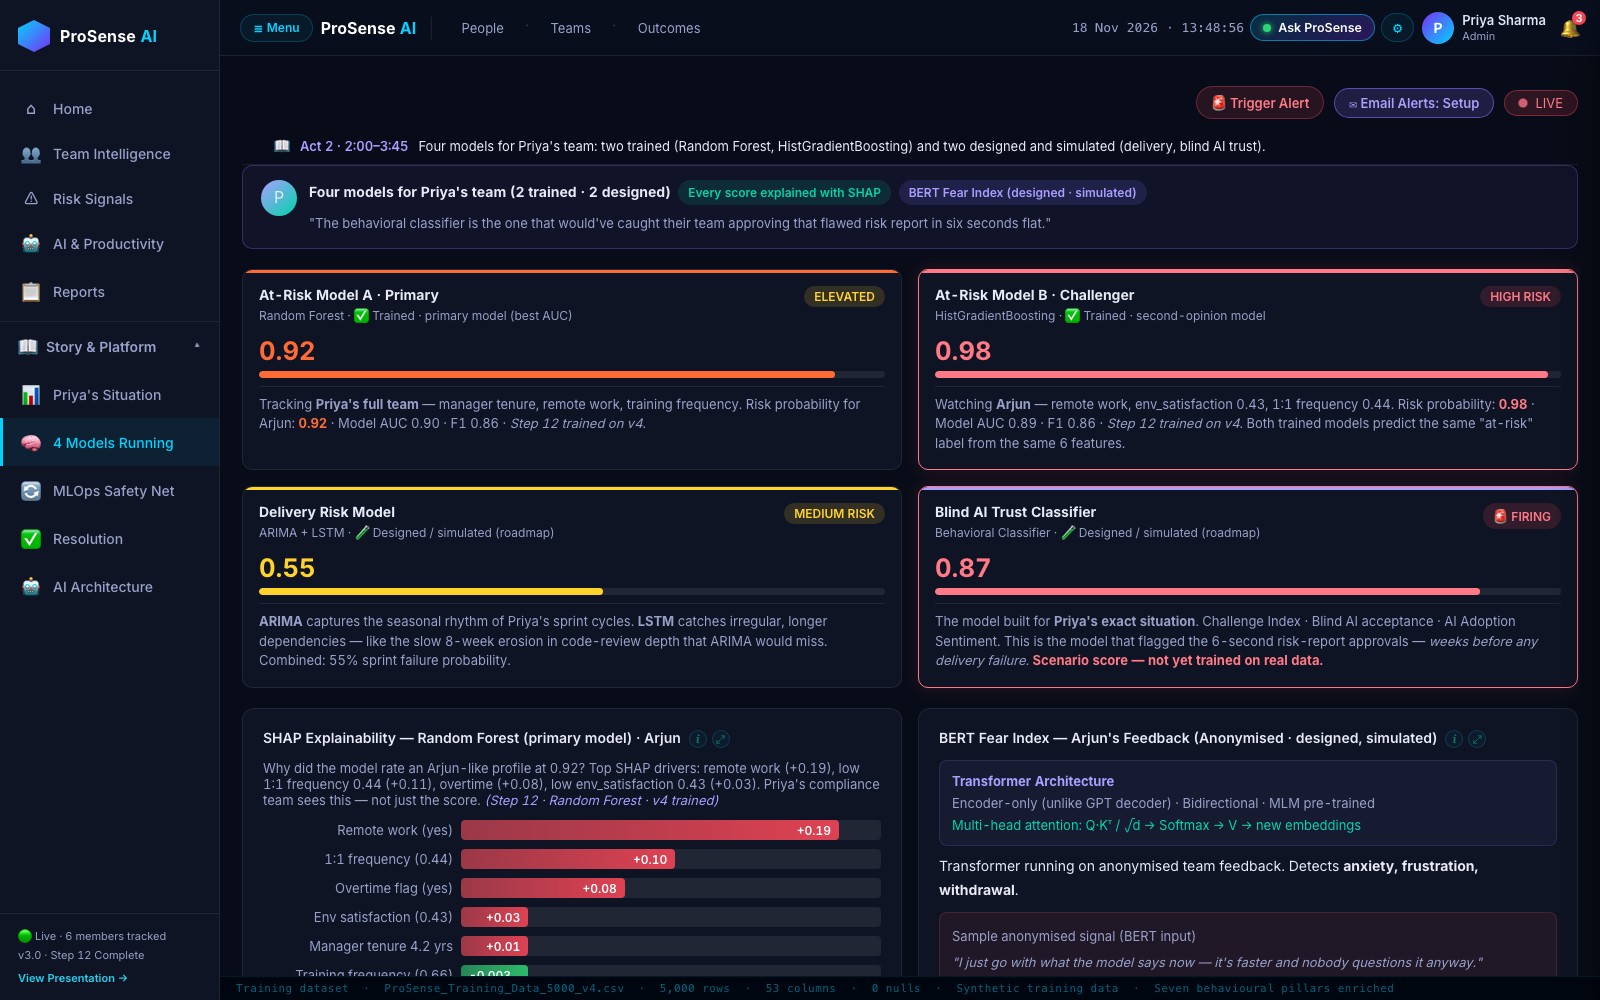 ProSense AI
Home
Team Intelligence
Risk Signals
AI & Productivity
Reports
Story & Platform
Priya's Situation
4 Models Running
MLOps Safety Net
Resolution
AI Architecture
Live · 6 members tracked
v3.0 · Step 12 Complete
View Presentation →
≡ Menu
ProSense AI
People · Teams · Outcomes
18 Nov 2026 · 13:48:56
Ask ProSense
P
Priya Sharma
Admin
3
Trigger Alert
Email Alerts: Setup
LIVE
Act 2 · 2:00–3:45 Four models for Priya's team: two trained (Random Forest, HistGradientBoosting) and two designed and simulated (delivery, blind AI trust).
P
Four models for Priya's team (2 trained · 2 designed) Every score explained with SHAP BERT Fear Index (designed · simulated)
"The behavioral classifier is the one that would've caught their team approving that flawed risk report in six seconds flat."
At-Risk Model A · Primary
ELEVATED
Random Forest · ✅ Trained · primary model (best AUC)
0.92
Tracking Priya's full team — manager tenure, remote work, training frequency. Risk probability for
Arjun: 0.92 · Model AUC 0.90 · F1 0.86 · Step 12 trained on v4.
At-Risk Model B · Challenger
HIGH RISK
HistGradientBoosting · ✅ Trained · second-opinion model
0.98
Watching Arjun — remote work, env_satisfaction 0.43, 1:1 frequency 0.44. Risk probability: 0.98 ·
Model AUC 0.89 · F1 0.86 · Step 12 trained on v4. Both trained models predict the same "at-risk"
label from the same 6 features.
Delivery Risk Model
MEDIUM RISK
ARIMA + LSTM · Designed / simulated (roadmap)
0.55
ARIMA captures the seasonal rhythm of Priya's sprint cycles. LSTM catches irregular, longer
dependencies — like the slow 8-week erosion in code-review depth that ARIMA would miss.
Combined: 55% sprint failure probability.
Blind AI Trust Classifier
FIRING
Behavioral Classifier · Designed / simulated (roadmap)
0.87
The model built for Priya's exact situation. Challenge Index · Blind AI acceptance · AI Adoption
Sentiment. This is the model that flagged the 6-second risk-report approvals — weeks before any
delivery failure. Scenario score — not yet trained on real data.
SHAP Explainability — Random Forest (primary model) · Arjun i
Why did the model rate an Arjun-like profile at 0.92? Top SHAP drivers: remote work (+0.19), low
1:1 frequency 0.44 (+0.11), overtime (+0.08), low env_satisfaction 0.43 (+0.03). Priya's compliance
team sees this — not just the score. (Step 12 · Random Forest · v4 trained)
Remote work (yes) +0.19
1:1 frequency (0.44) +0.10
Overtime flag (yes) +0.08
Env satisfaction (0.43) +0.03
Manager tenure 4.2 yrs +0.01
Training frequency (0.66) -0.003
BERT Fear Index — Arjun's Feedback (Anonymised · designed, simulated) i
Transformer Architecture
Encoder-only (unlike GPT decoder) · Bidirectional · MLM pre-trained
Multi-head attention: Q·Kᵀ / √d → Softmax → V → new embeddings
Transformer running on anonymised team feedback. Detects anxiety, frustration,
withdrawal.
Sample anonymised signal (BERT input)
"I just go with what the model says now — it's faster and nobody questions it anyway."
Training dataset · ProSense_Training_Data_5000_v4.csv · 5,000 rows · 53 columns · 0 nulls · Synthetic training data · Seven behavioural pillars enriched